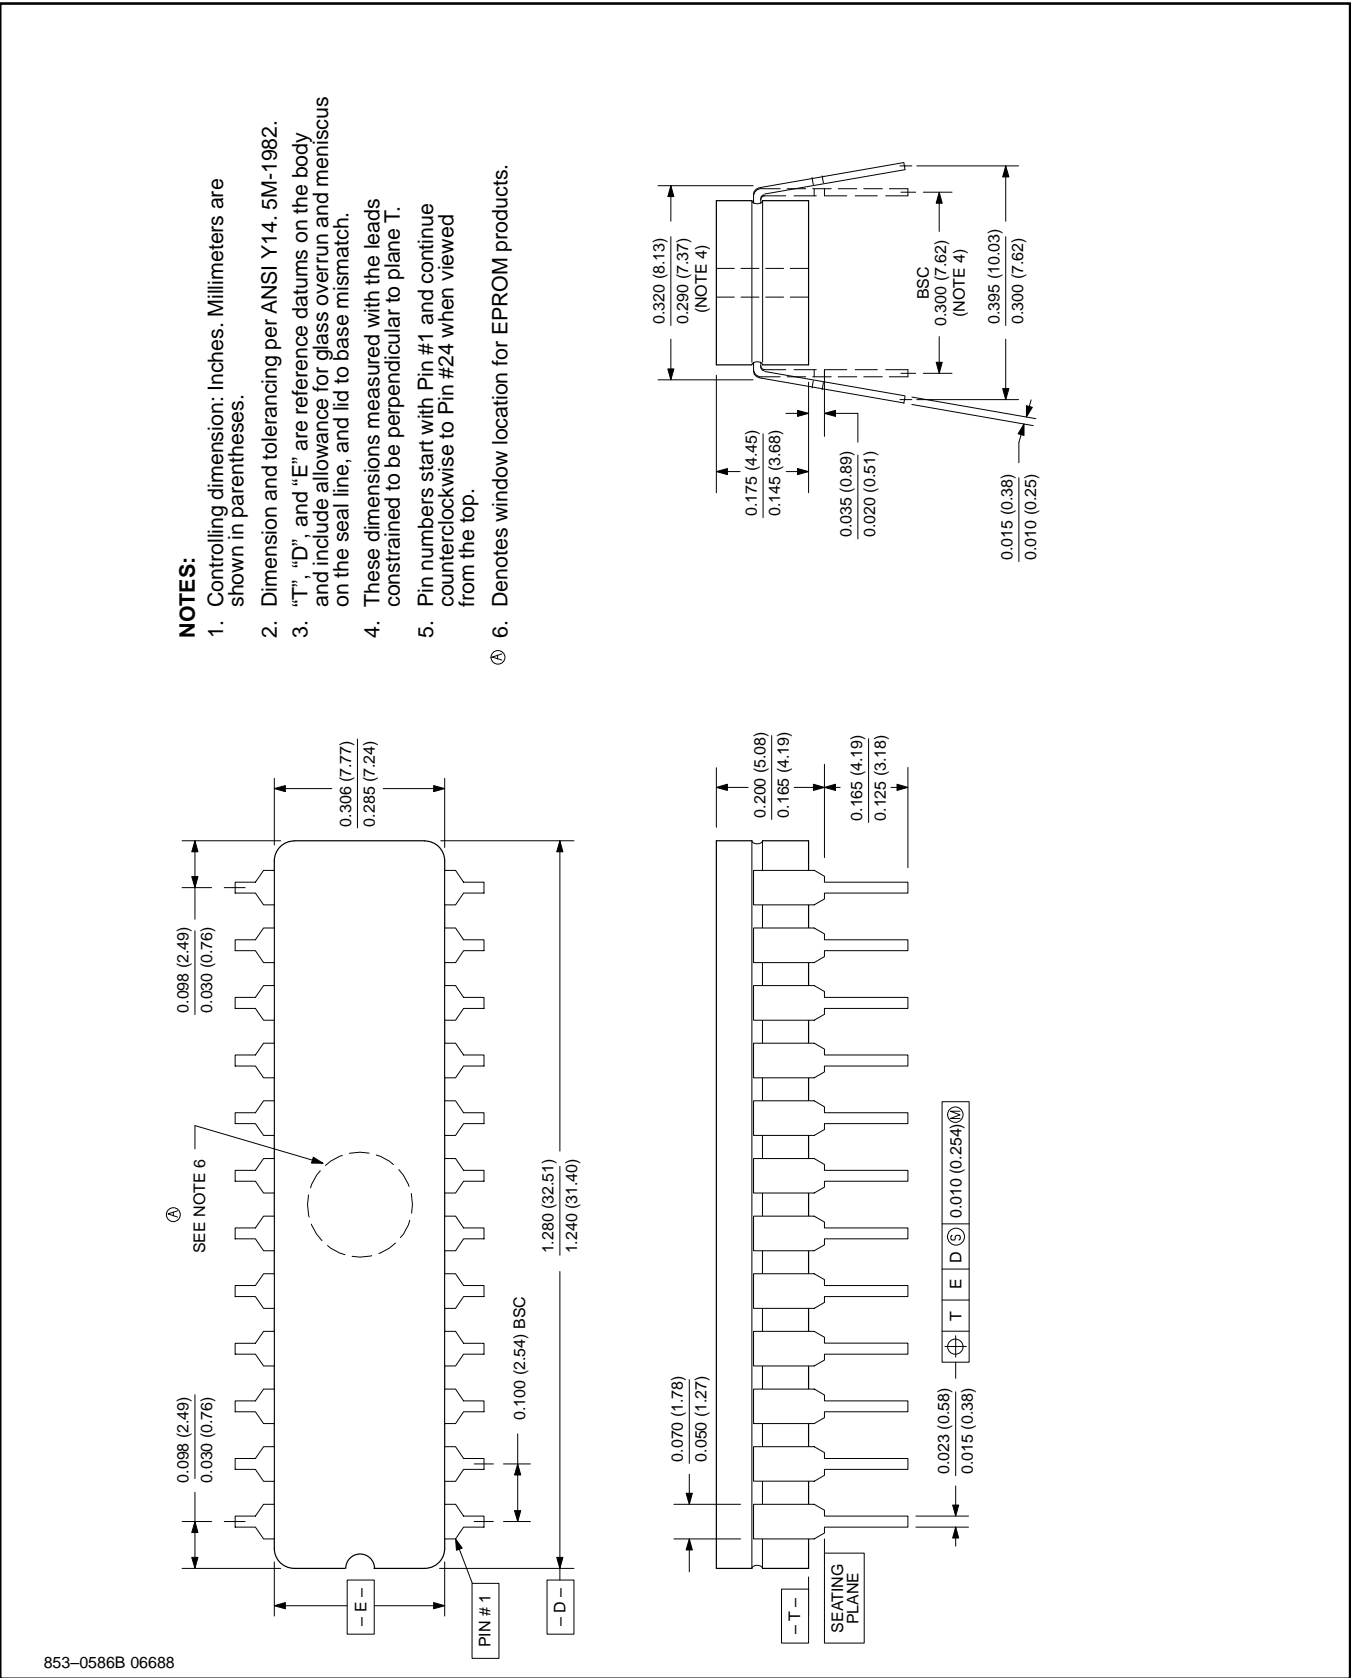 NOTES:
1. Controlling dimension: Inches. Millimeters are
shown in parentheses.
2. Dimension and tolerancing per ANSI Y14. 5M-1982.
3. “T”, “D”, and “E” are reference datums on the body
and include allowance for glass overrun and meniscus
on the seal line, and lid to base mismatch.
4. These dimensions measured with the leads
constrained to be perpendicular to plane T.
5. Pin numbers start with Pin #1 and continue
counterclockwise to Pin #24 when viewed
from the top.
Ⓐ 6. Denotes window location for EPROM products.
0.098 (2.49)
0.030 (0.76)
Ⓐ
SEE NOTE 6
0.098 (2.49)
0.030 (0.76)
0.306 (7.77)
0.285 (7.24)
– E –
PIN # 1
0.100 (2.54) BSC
– D –
1.280 (32.51)
1.240 (31.40)
0.320 (8.13)
0.290 (7.37)
(NOTE 4)
0.175 (4.45)
0.145 (3.68)
0.035 (0.89)
0.020 (0.51)
BSC
0.300 (7.62)
(NOTE 4)
0.395 (10.03)
0.300 (7.62)
0.015 (0.38)
0.010 (0.25)
0.070 (1.78)
0.050 (1.27)
0.200 (5.08)
0.165 (4.19)
0.165 (4.19)
0.125 (3.18)
– T –
SEATING
PLANE
0.023 (0.58)
0.015 (0.38)
⌖ T E D Ⓢ 0.010 (0.254) Ⓜ
853–0586B 06688